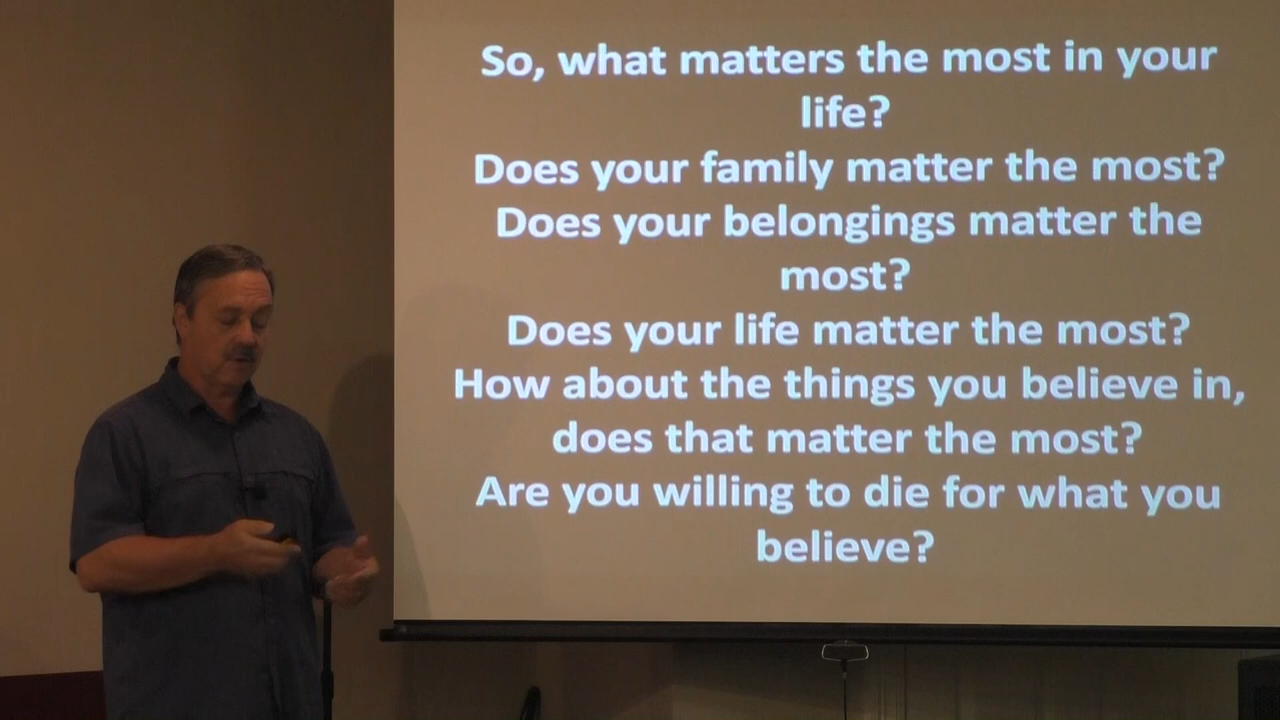 So, what matters the most in your
life?
Does your family matter the most?
Does your belongings matter the
most?
Does your life matter the most?
How about the things you believe in,
does that matter the most?
Are you willing to die for what you
believe?